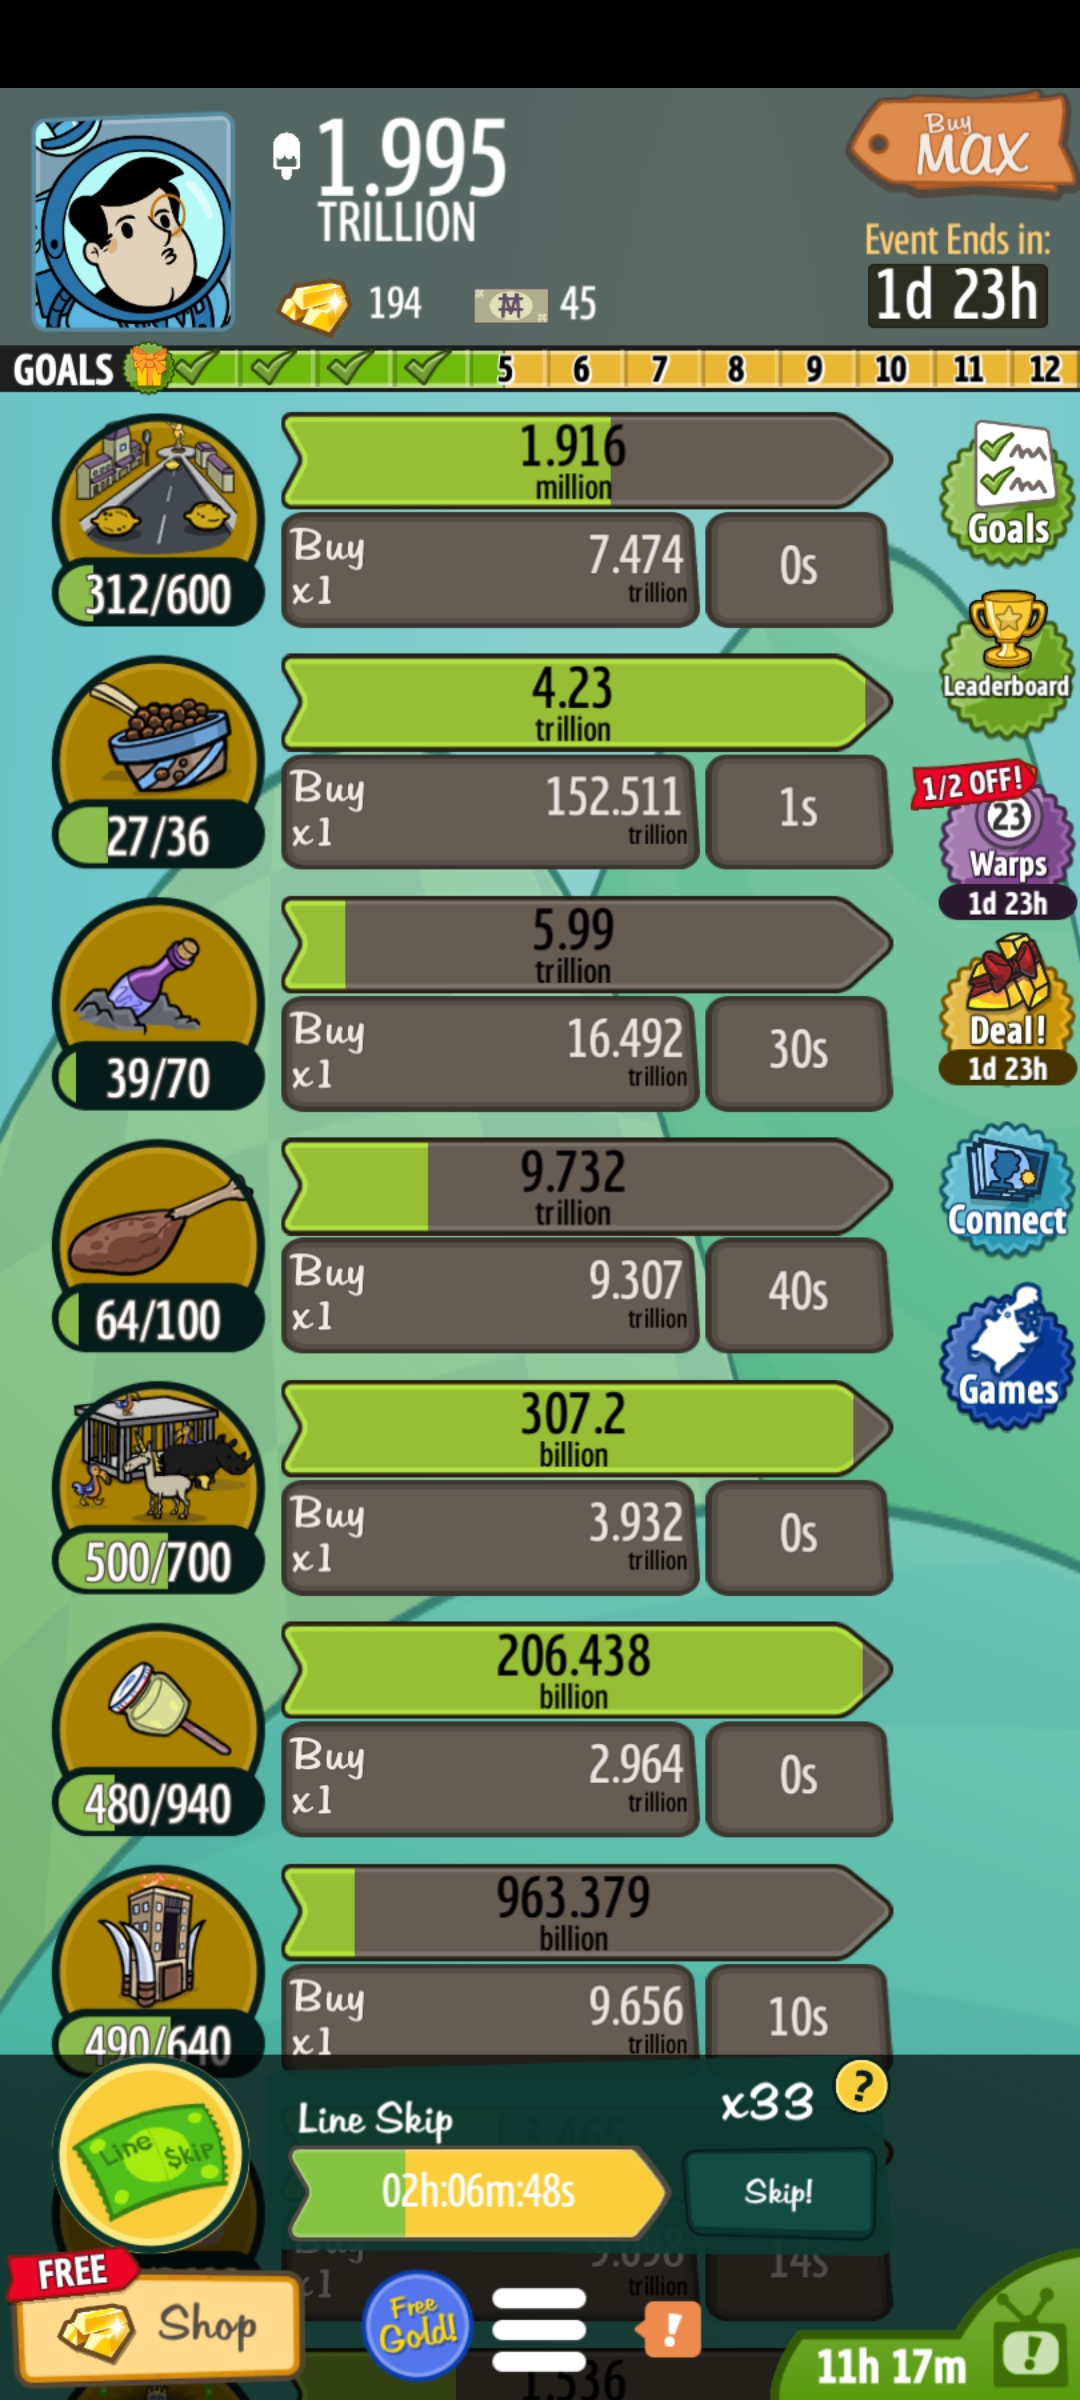 1.995
TRILLION
Buy
MAX
Event Ends in:
1d 23h
194
45
GOALS
5
6
7
8
9
10
11
12
1.916
million
Buy
x1
7.474
trillion
0s
312/600
Goals
4.23
trillion
Buy
x1
152.511
trillion
1s
27/36
Leaderboard
1/2 OFF!
23
Warps
1d 23h
5.99
trillion
Buy
x1
16.492
trillion
30s
39/70
Deal!
1d 23h
9.732
trillion
Buy
x1
9.307
trillion
40s
64/100
Connect
Games
307.2
billion
Buy
x1
3.932
trillion
0s
500/700
206.438
billion
Buy
x1
2.964
trillion
0s
480/940
963.379
billion
Buy
x1
9.656
trillion
10s
490/640
Line Skip
Line $kip
x33
?
3.465
02h:06m:48s
Skip!
Buy
x1
9.098
trillion
14s
FREE
Shop
Free
Gold!
!
1.536
11h 17m
!